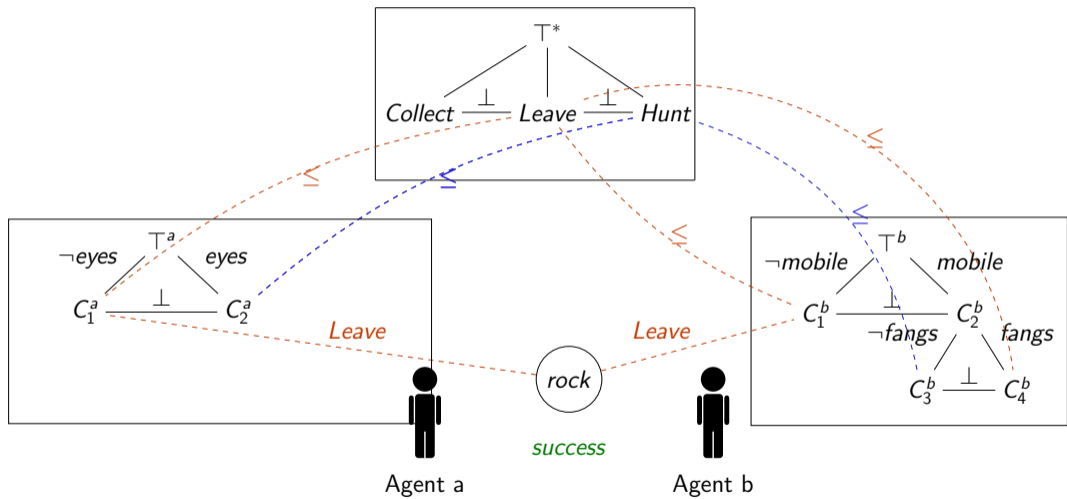 ⊤*
⊥ ⊥
Collect Leave Hunt
≤ ≤ ≤ ≤ ≤
⊤ᵃ
¬eyes eyes
⊥
C₁ᵃ C₂ᵃ
⊤ᵇ
¬mobile mobile
⊥
C₁ᵇ C₂ᵇ
¬fangs fangs
⊥
C₃ᵇ C₄ᵇ
Leave Leave
rock
success
Agent a Agent b